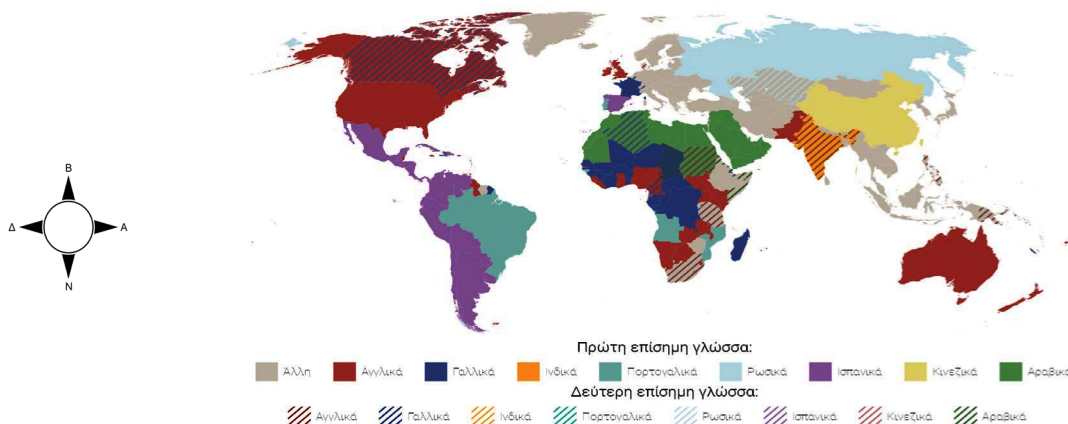 Β
Δ Α
Ν
Πρώτη επίσημη γλώσσα:
Άλλη Αγγλικά Γαλλικά Ινδικά Πορτογαλικά Ρωσικά Ισπανικά Κινεζικά Αραβικά
Δεύτερη επίσημη γλώσσα:
Αγγλικά Γαλλικά Ινδικά Πορτογαλικά Ρωσικά Ισπανικά Κινεζικά Αραβικά